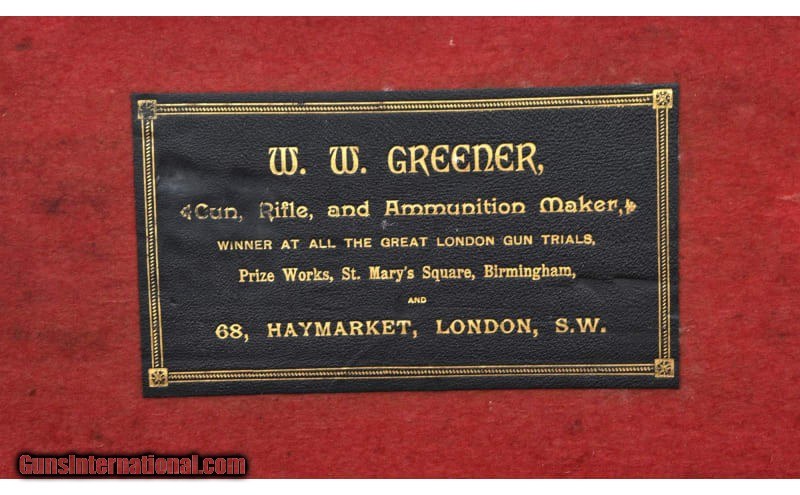 W. W. GREENER,
Gun, Rifle, and Ammunition Maker,
WINNER AT ALL THE GREAT LONDON GUN TRIALS,
Prize Works, St. Mary's Square, Birmingham,
AND
68, HAYMARKET, LONDON, S.W.
GunsInternational.com